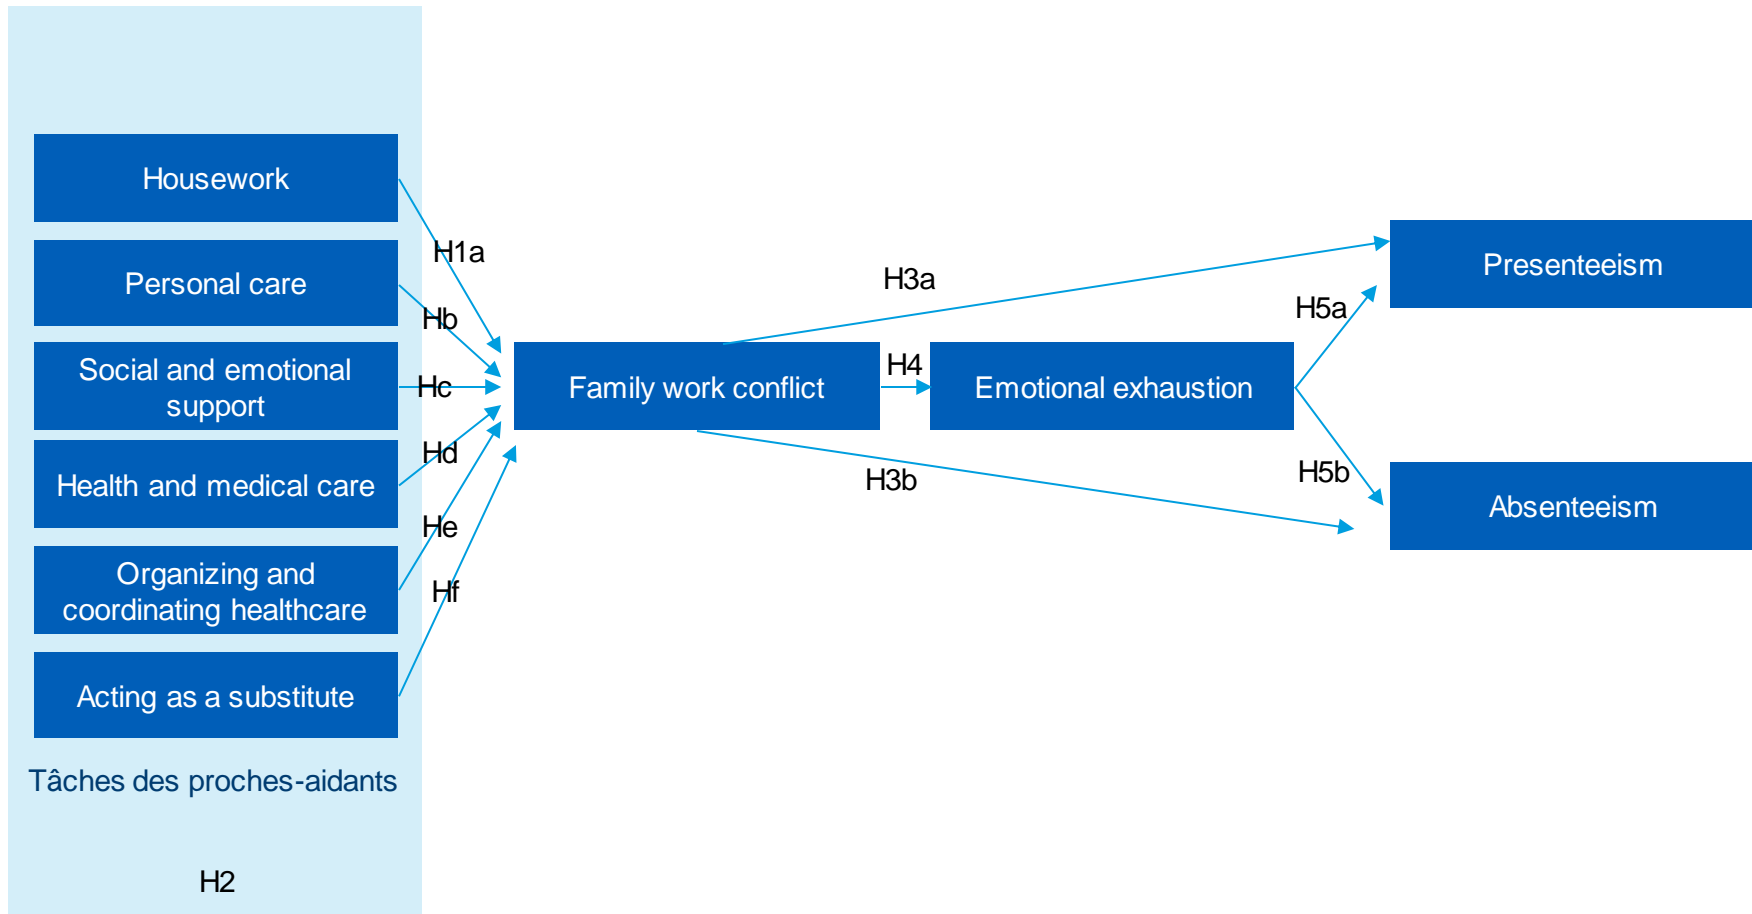 Housework
Personal care
Social and emotional
support
Health and medical care
Organizing and
coordinating healthcare
Acting as a substitute
Tâches des proches-aidants
H2
H1a
Hb
Hc
Hd
He
Hf
Family work conflict
H3a
H4
H3b
Emotional exhaustion
H5a
H5b
Presenteeism
Absenteeism